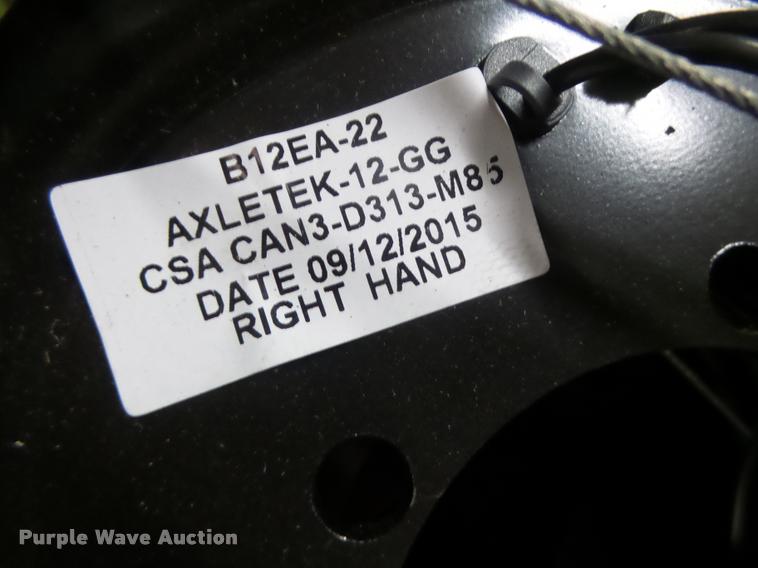 B12EA-22
AXLETEK-12-GG
CSA CAN3-D313-M85
DATE 09/12/2015
RIGHT HAND
Purple Wave Auction